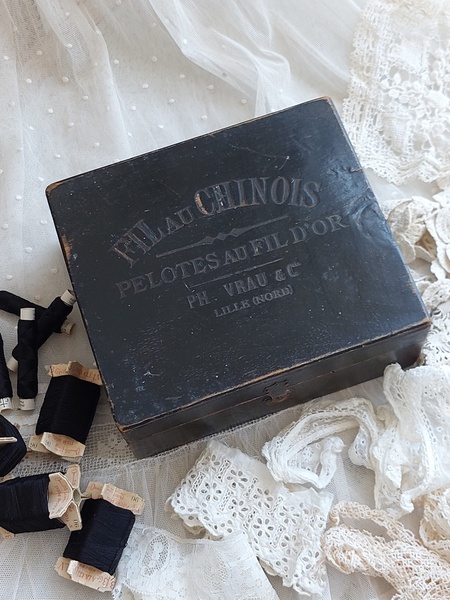 FIL AU CHINOIS
PELOTES AU FIL D'OR
PH. VRAU & C
LILLE (NORD)